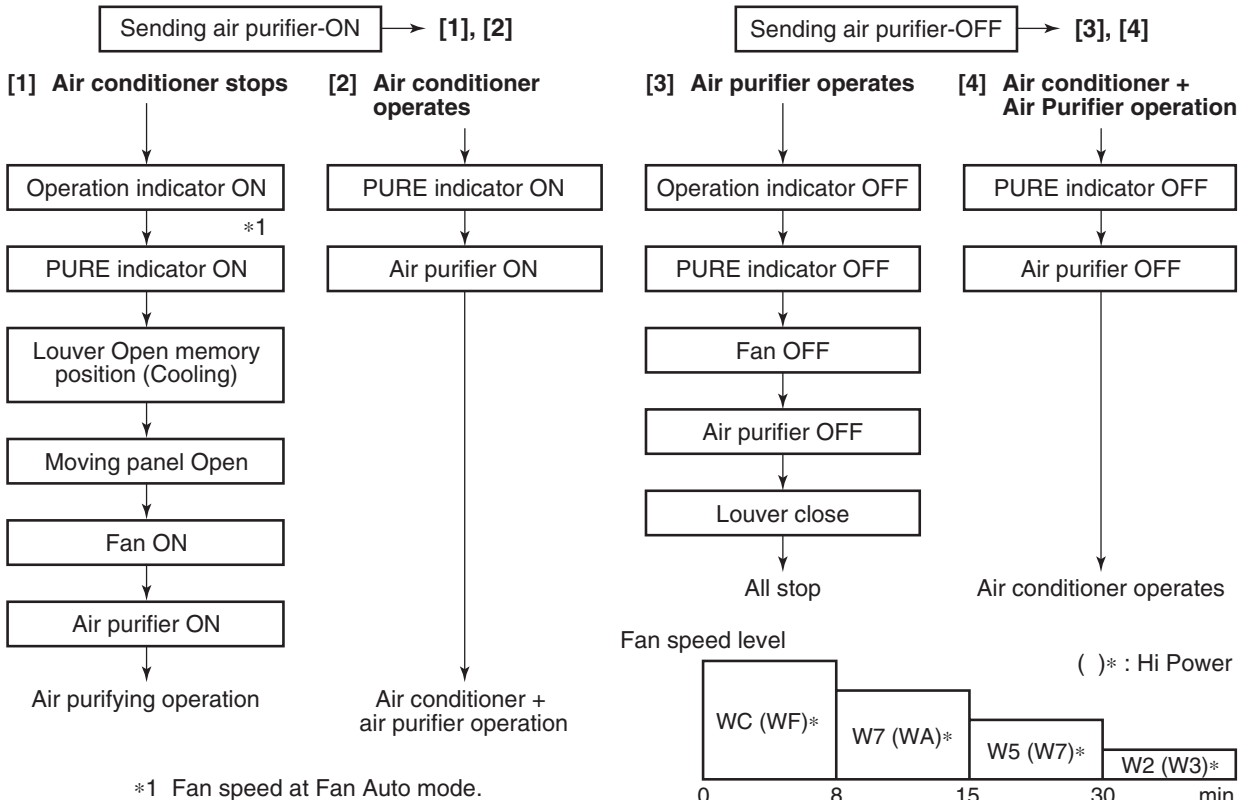 Sending air purifier-ON
[1], [2]
[1] Air conditioner stops
Operation indicator ON
*1
PURE indicator ON
Louver Open memory
position (Cooling)
Moving panel Open
Fan ON
Air purifier ON
Air purifying operation
[2] Air conditioner
operates
PURE indicator ON
Air purifier ON
Air conditioner +
air purifier operation
*1 Fan speed at Fan Auto mode.
Sending air purifier-OFF
[3], [4]
[3] Air purifier operates
Operation indicator OFF
PURE indicator OFF
Fan OFF
Air purifier OFF
Louver close
All stop
[4] Air conditioner +
Air Purifier operation
PURE indicator OFF
Air purifier OFF
Air conditioner operates
Fan speed level
( )* : Hi Power
WC (WF)*
W7 (WA)*
W5 (W7)*
W2 (W3)*
0 8 15 30 min